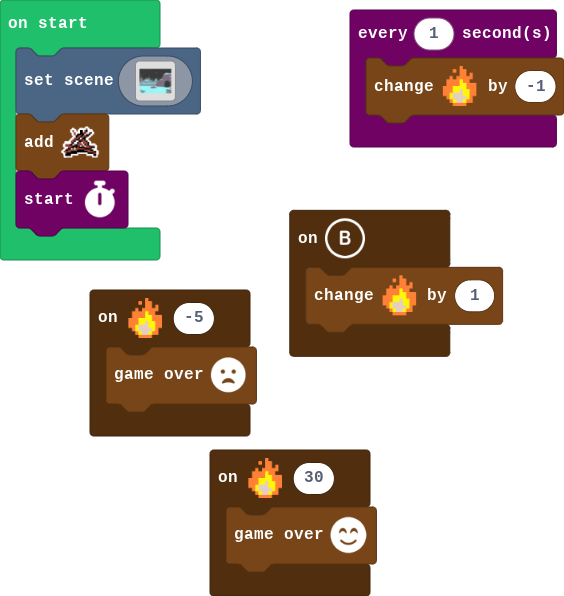 on start
set scene
add
start
every 1 second(s)
change by -1
on B
change by 1
on -5
game over
on 30
game over